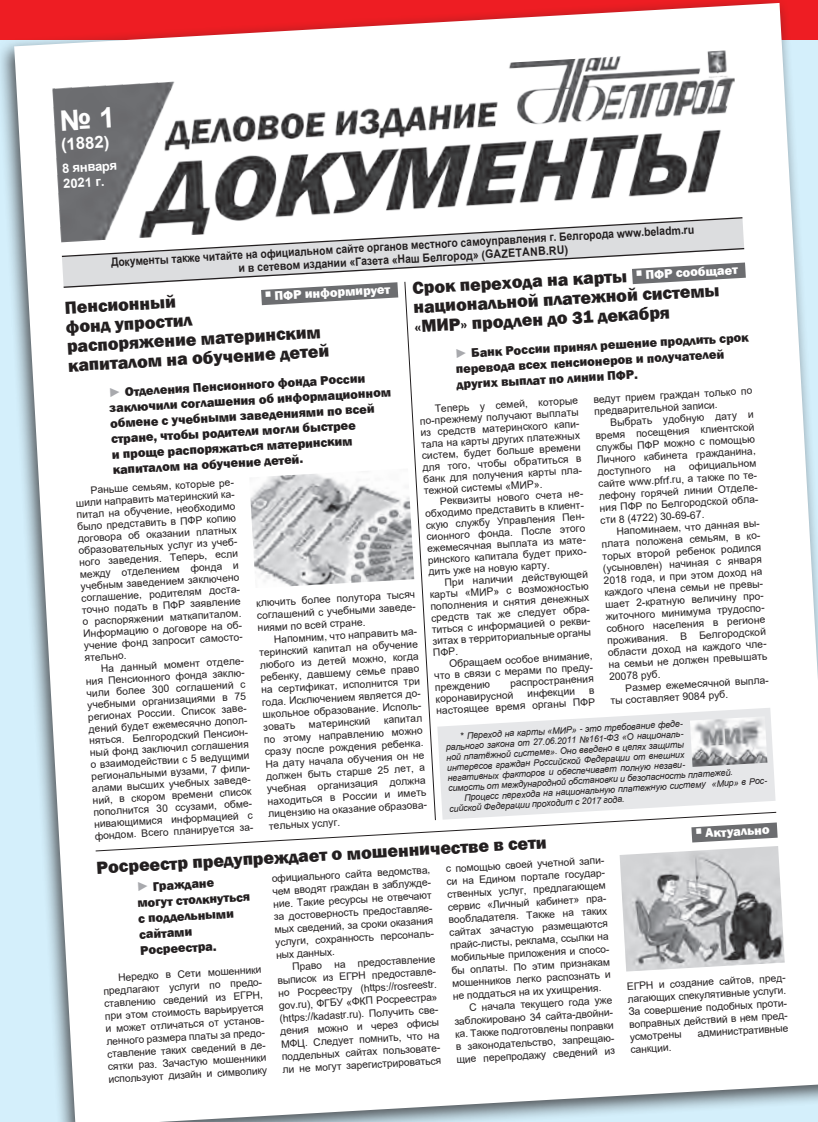 № 1
(1882)
8 января
2021 г.
ДЕЛОВОЕ ИЗДАНИЕ
НАШ
БЕЛГОРОД
ДОКУМЕНТЫ
Документы также читайте на официальном сайте органов местного самоуправления г. Белгорода www.beladm.ru
и в сетевом издании «Газета «Наш Белгород» (GAZETANB.RU)
ПФР информирует
Пенсионный
фонд упростил
распоряжение материнским
капиталом на обучение детей
Отделения Пенсионного фонда России
заключили соглашения об информационном
обмене с учебными заведениями по всей
стране, чтобы родители могли быстрее
и проще распоряжаться материнским
капиталом на обучение детей.
Раньше семьям, которые ре-
шили направить материнский ка-
питал на обучение, необходимо
было представить в ПФР копию
договора об оказании платных
образовательных услуг из учеб-
ного заведения. Теперь, если
между отделением фонда и
учебным заведением заключено
соглашение, родителям доста-
точно подать в ПФР заявление
о распоряжении маткапиталом.
Информацию о договоре на об-
учение фонд запросит самосто-
ятельно.
На данный момент отделе-
ния Пенсионного фонда заклю-
чили более 300 соглашений с
учебными организациями в 75
регионах России. Список заве-
дений будет ежемесячно допол-
няться. Белгородский Пенсион-
ный фонд заключил соглашения
о взаимодействии с 5 ведущими
региональными вузами, 7 фили-
алами высших учебных заведе-
ний, в скором времени список
пополнится 30 ссузами, обме-
нивающимися информацией с
фондом. Всего планируется за-
ключить более полутора тысяч
соглашений с учебными заведе-
ниями по всей стране.
Напомним, что направить ма-
теринский капитал на обучение
любого из детей можно, когда
ребенку, давшему семье право
на сертификат, исполнится три
года. Исключением является до-
школьное образование. Исполь-
зовать материнский капитал
по этому направлению можно
сразу после рождения ребенка.
На дату начала обучения он не
должен быть старше 25 лет, а
учебная организация должна
находиться в России и иметь
лицензию на оказание образова-
тельных услуг.
ПФР сообщает
Срок перехода на карты
национальной платежной системы
«МИР» продлен до 31 декабря
Банк России принял решение продлить срок
перевода всех пенсионеров и получателей
других выплат по линии ПФР.
Теперь у семей, которые
по-прежнему получают выплаты
из средств материнского капи-
тала на карты других платежных
систем, будет больше времени
для того, чтобы обратиться в
банк для получения карты пла-
тежной системы «МИР».
Реквизиты нового счета не-
обходимо представить в клиент-
скую службу Управления Пен-
сионного фонда. После этого
ежемесячная выплата из мате-
ринского капитала будет прихо-
дить уже на новую карту.
При наличии действующей
карты «МИР» с возможностью
пополнения и снятия денежных
средств так же следует обра-
титься с информацией о рекви-
зитах в территориальные органы
ПФР.
Обращаем особое внимание,
что в связи с мерами по преду-
преждению распространения
коронавирусной инфекции в
настоящее время органы ПФР
ведут прием граждан только по
предварительной записи.
Выбрать удобную дату и
время посещения клиентской
службы ПФР можно с помощью
Личного кабинета гражданина,
доступного на официальном
сайте www.pfrf.ru, а также по те-
лефону горячей линии Отделе-
ния ПФР по Белгородской обла-
сти 8 (4722) 30-69-67.
Напоминаем, что данная вы-
плата положена семьям, в ко-
торых второй ребенок родился
(усыновлен) начиная с января
2018 года, и при этом доход на
каждого члена семьи не превы-
шает 2-кратную величину про-
житочного минимума трудоспо-
собного населения в регионе
проживания. В Белгородской
области доход на каждого чле-
на семьи не должен превышать
20078 руб.
Размер ежемесячной выпла-
ты составляет 9084 руб.
* Переход на карты «МИР» - это требование феде-
рального закона от 27.06.2011 №161-ФЗ «О националь-
ной платёжной системе». Оно введено в целях защиты
интересов граждан Российской Федерации от внешних
негативных факторов и обеспечивает полную незави-
симость от международной обстановки и безопасность платежей.
Процесс перехода на национальную платежную систему «Мир» в Рос-
сийской Федерации проходит с 2017 года.
МИР
Актуально
Росреестр предупреждает о мошенничестве в сети
Граждане
могут столкнуться
с поддельными
сайтами
Росреестра.
Нередко в Сети мошенники
предлагают услуги по предо-
ставлению сведений из ЕГРН,
при этом стоимость варьируется
и может отличаться от установ-
ленного размера платы за предо-
ставление таких сведений в де-
сятки раз. Зачастую мошенники
используют дизайн и символику
официального сайта ведомства,
чем вводят граждан в заблужде-
ние. Такие ресурсы не отвечают
за достоверность предоставляе-
мых сведений, за сроки оказания
услуги, сохранность персональ-
ных данных.
Право на предоставление
выписок из ЕГРН предоставле-
но Росреестру (https://rosreestr.
gov.ru), ФГБУ «ФКП Росреестра»
(https://kadastr.ru). Получить све-
дения можно и через офисы
МФЦ. Следует помнить, что на
поддельных сайтах пользовате-
ли не могут зарегистрироваться
с помощью своей учетной запи-
си на Едином портале государ-
ственных услуг, предлагающем
сервис «Личный кабинет» пра-
вообладателя. Также на таких
сайтах зачастую размещаются
прайс-листы, реклама, ссылки на
мобильные приложения и спосо-
бы оплаты. По этим признакам
мошенников легко распознать и
не поддаться на их ухищрения.
С начала текущего года уже
заблокировано 34 сайта-двойни-
ка. Также подготовлены поправки
в законодательство, запрещаю-
щие перепродажу сведений из
ЕГРН и создание сайтов, пред-
лагающих спекулятивные услуги.
За совершение подобных проти-
воправных действий в нем пред-
усмотрены административные
санкции.